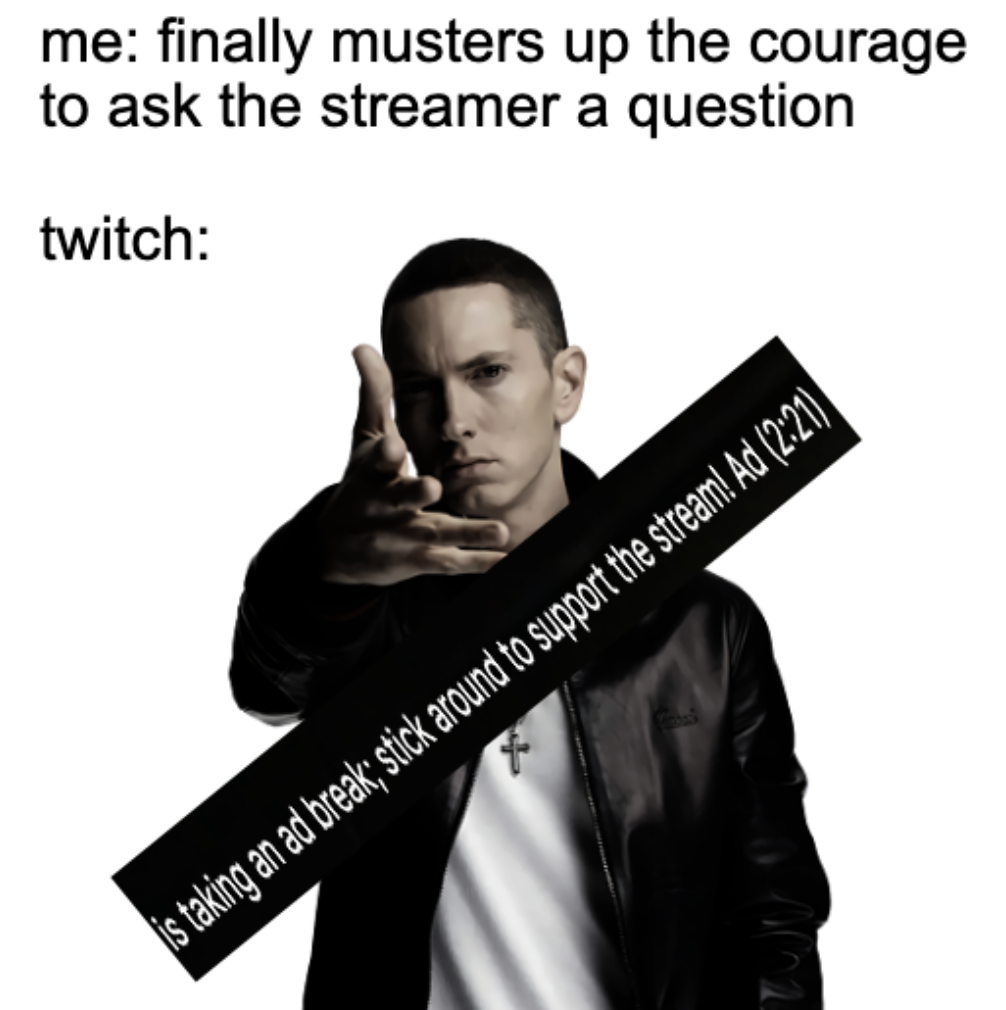 me: finally musters up the courage
to ask the streamer a question
twitch:
is taking an ad break; stick around to support the stream! Ad (2:21)